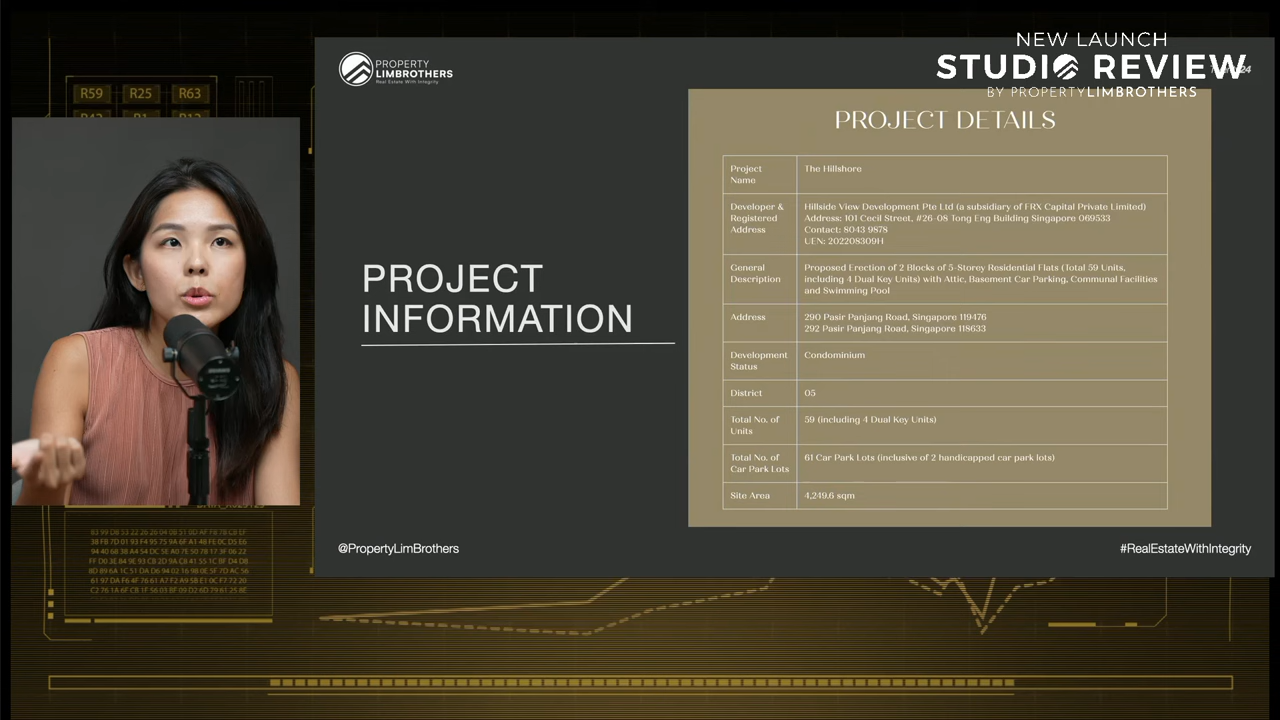 NEW LAUNCH
STUDIO REVIEW
BY PROPERTYLIMBROTHERS
PROPERTY
LIMBROTHERS
Real Estate With Integrity
R59 R25 R63
PROJECT
INFORMATION
PROJECT DETAILS
Project
Name
The Hillshore
Developer &
Registered
Address
Hillside View Development Pte Ltd (a subsidiary of FRX Capital Private Limited)
Address: 101 Cecil Street, #26-08 Tong Eng Building Singapore 069533
Contact: 8043 9878
UEN: 202208309H
General
Description
Proposed Erection of 2 Blocks of 5-Storey Residential Flats (Total 59 Units,
including 4 Dual Key Units) with Attic, Basement Car Parking, Communal Facilities
and Swimming Pool
Address
290 Pasir Panjang Road, Singapore 119476
292 Pasir Panjang Road, Singapore 118633
Development
Status
Condominium
District
05
Total No. of
Units
59 (including 4 Dual Key Units)
Total No. of
Car Park Lots
61 Car Park Lots (inclusive of 2 handicapped car park lots)
Site Area
4,249.6 sqm
@PropertyLimBrothers
#RealEstateWithIntegrity